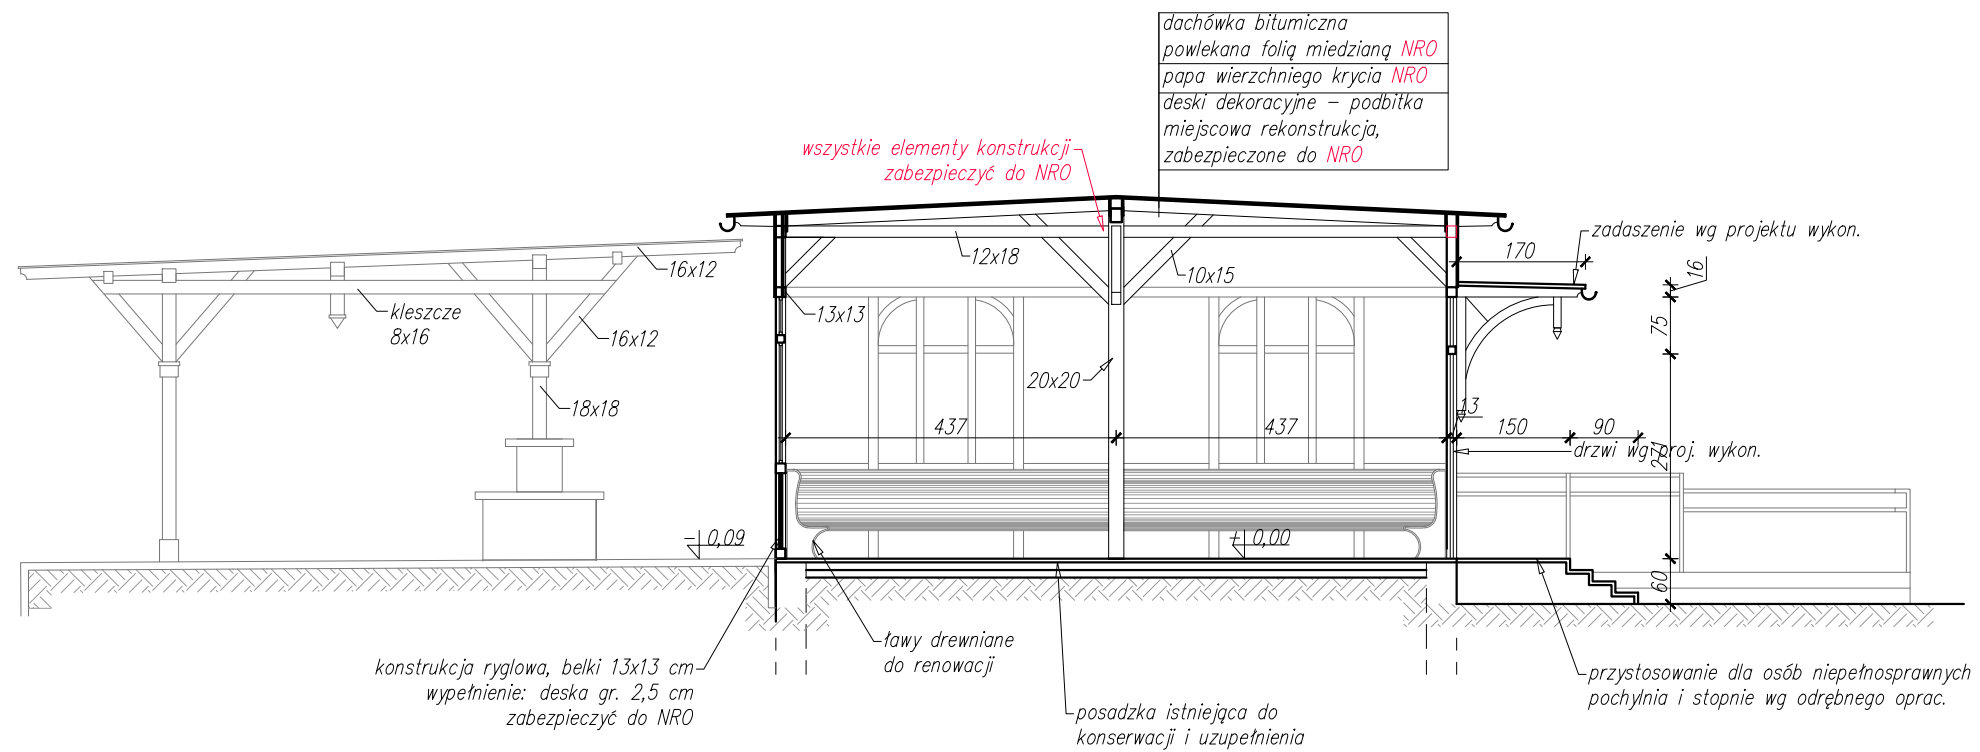 dachówka bitumiczna
powlekana folią miedzianą NRO
papa wierzchniego krycia NRO
deski dekoracyjne – podbitka
miejscowa rekonstrukcja,
zabezpieczone do NRO
wszystkie elementy konstrukcji
zabezpieczyć do NRO
zadaszenie wg projektu wykon.
170
16
16x12
12x18
10x15
kleszcze
8x16
13x13
16x12
75
20x20
18x18
13
437
437
150
90
drzwi wg proj. wykon.
271
– 0,09
+ 0,00
60
ławy drewniane
do renowacji
konstrukcja ryglowa, belki 13x13 cm
wypełnienie: deska gr. 2,5 cm
zabezpieczyć do NRO
przystosowanie dla osób niepełnosprawnych
pochylnia i stopnie wg odrębnego oprac.
posadzka istniejąca do
konserwacji i uzupełnienia